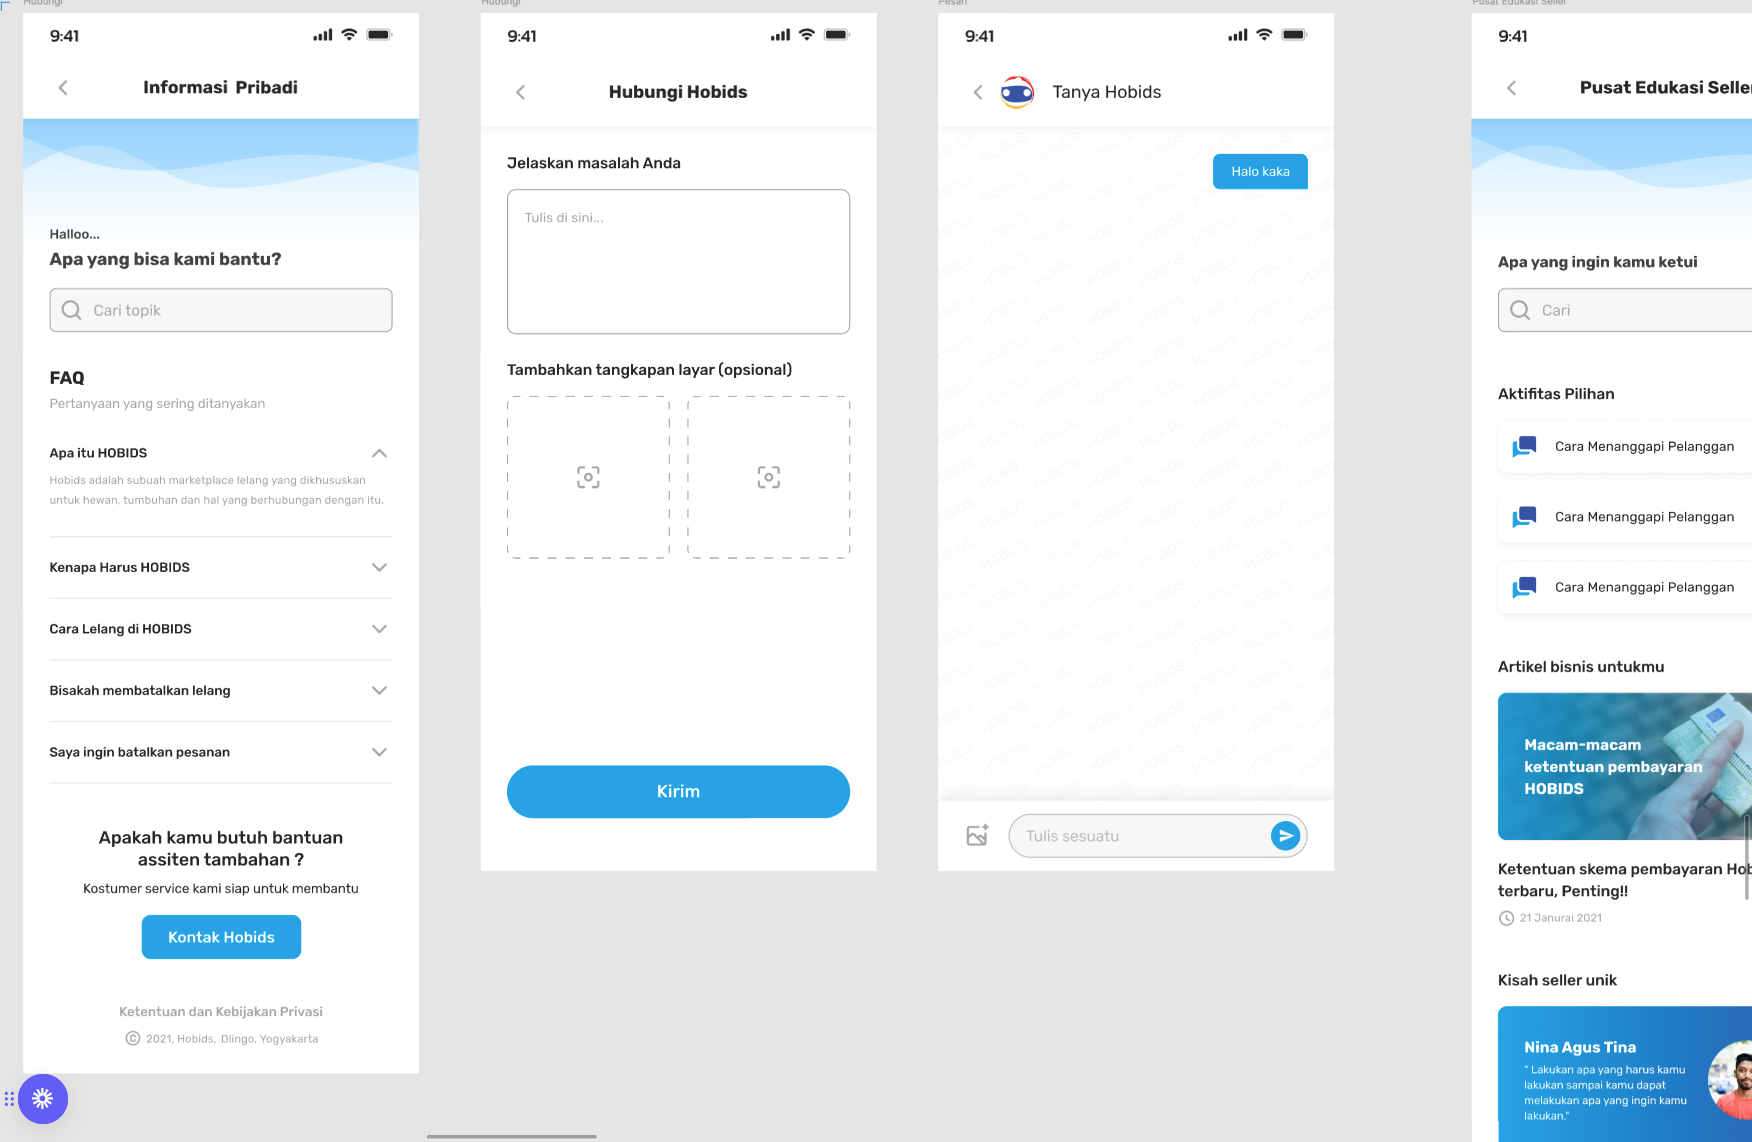 Hubungi
9:41
Informasi Pribadi
Halloo...
Apa yang bisa kami bantu?
Cari topik
FAQ
Pertanyaan yang sering ditanyakan
Apa itu HOBIDS
Hobids adalah subuah marketplace lelang yang dikhususkan
untuk hewan, tumbuhan dan hal yang berhubungan dengan itu.
Kenapa Harus HOBIDS
Cara Lelang di HOBIDS
Bisakah membatalkan lelang
Saya ingin batalkan pesanan
Apakah kamu butuh bantuan
assiten tambahan ?
Kostumer service kami siap untuk membantu
Kontak Hobids
Ketentuan dan Kebijakan Privasi
© 2021, Hobids, Dlingo, Yogyakarta
Hubungi
9:41
Hubungi Hobids
Jelaskan masalah Anda
Tulis di sini...
Tambahkan tangkapan layar (opsional)
Kirim
Pesan
9:41
Tanya Hobids
Halo kaka
HOBIDS
Tulis sesuatu
Pusat Edukasi Seller
9:41
Pusat Edukasi Seller
Apa yang ingin kamu ketui
Cari
Aktifitas Pilihan
Cara Menanggapi Pelanggan
Cara Menanggapi Pelanggan
Cara Menanggapi Pelanggan
Artikel bisnis untukmu
Macam-macam
ketentuan pembayaran
HOBIDS
Ketentuan skema pembayaran Hob
terbaru, Penting!!
21 Janurai 2021
Kisah seller unik
Nina Agus Tina
" Lakukan apa yang harus kamu
lakukan sampai kamu dapat
melakukan apa yang ingin kamu
lakukan."